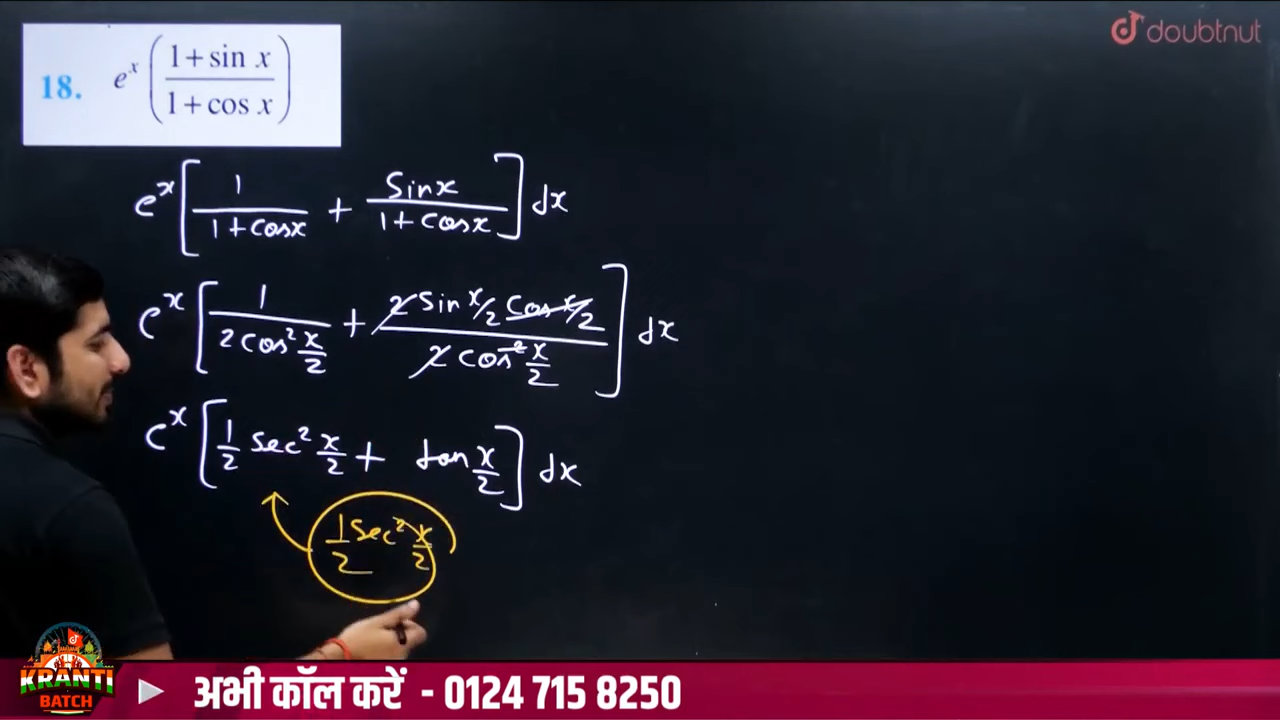 doubtnut
18. e^x ( (1 + sin x) / (1 + cos x) )
e^x [ 1 / (1 + cosx) + Sinx / (1 + cosx) ] dx
e^x [ 1 / (2cos² x/2) + (2 Sin x/2 Cos x/2) / (2 cos² x/2) ] dx
e^x [ 1/2 sec² x/2 + tan x/2 ] dx
1/2 sec² x/2
KRANTI
BATCH
अभी कॉल करें - 0124 715 8250